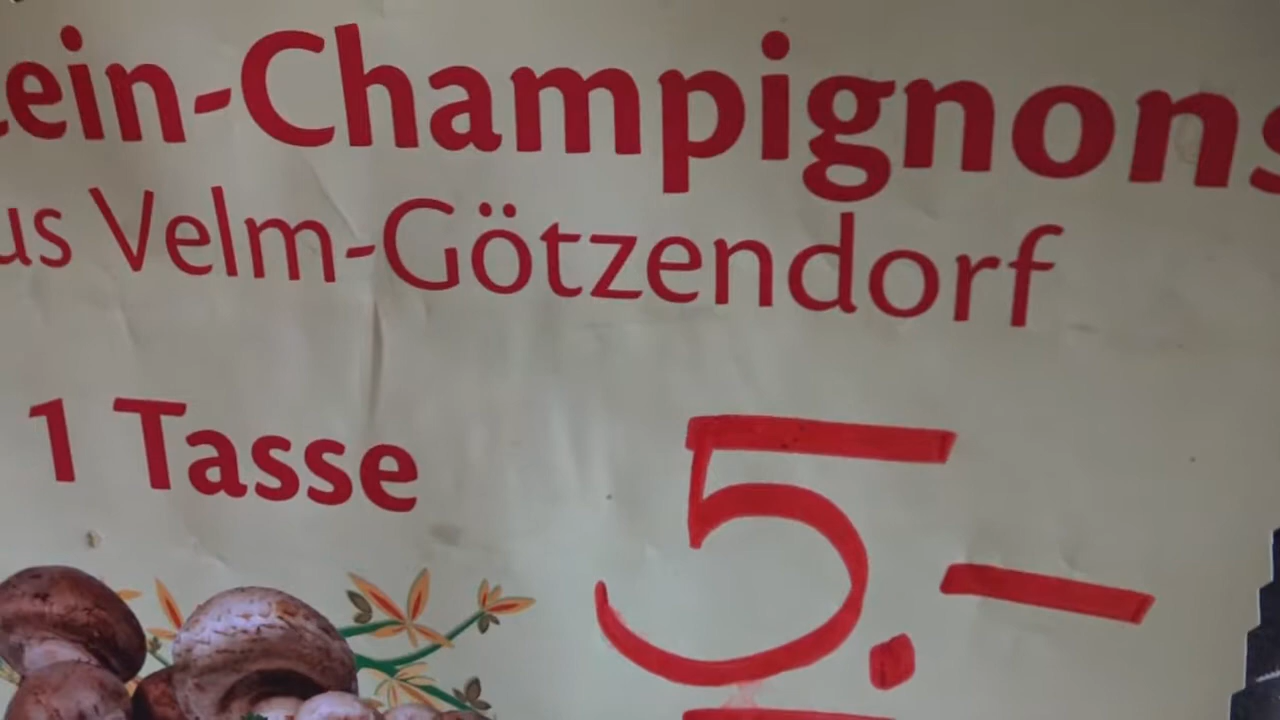 ein-Champignons
us Velm-Götzendorf
1 Tasse
5.-